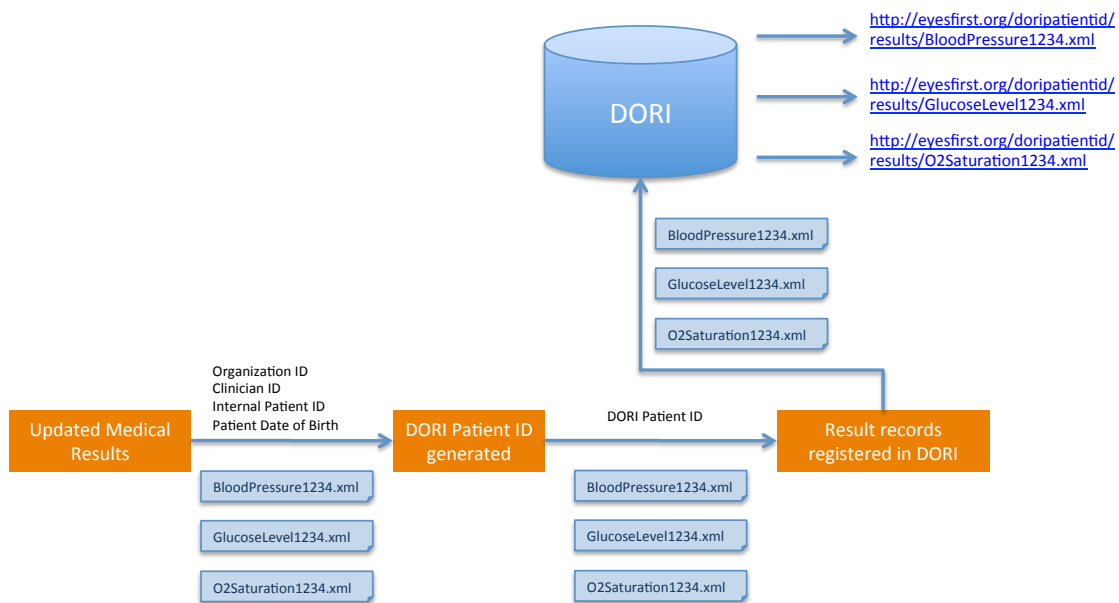 http://eyesfirst.org/doripatientid/
results/BloodPressure1234.xml
http://eyesfirst.org/doripatientid/
results/GlucoseLevel1234.xml
http://eyesfirst.org/doripatientid/
results/O2Saturation1234.xml
DORI
BloodPressure1234.xml
GlucoseLevel1234.xml
O2Saturation1234.xml
Organization ID
Clinician ID
Internal Patient ID
Patient Date of Birth
DORI Patient ID
Updated Medical
Results
DORI Patient ID
generated
Result records
registered in DORI
BloodPressure1234.xml
GlucoseLevel1234.xml
O2Saturation1234.xml
BloodPressure1234.xml
GlucoseLevel1234.xml
O2Saturation1234.xml